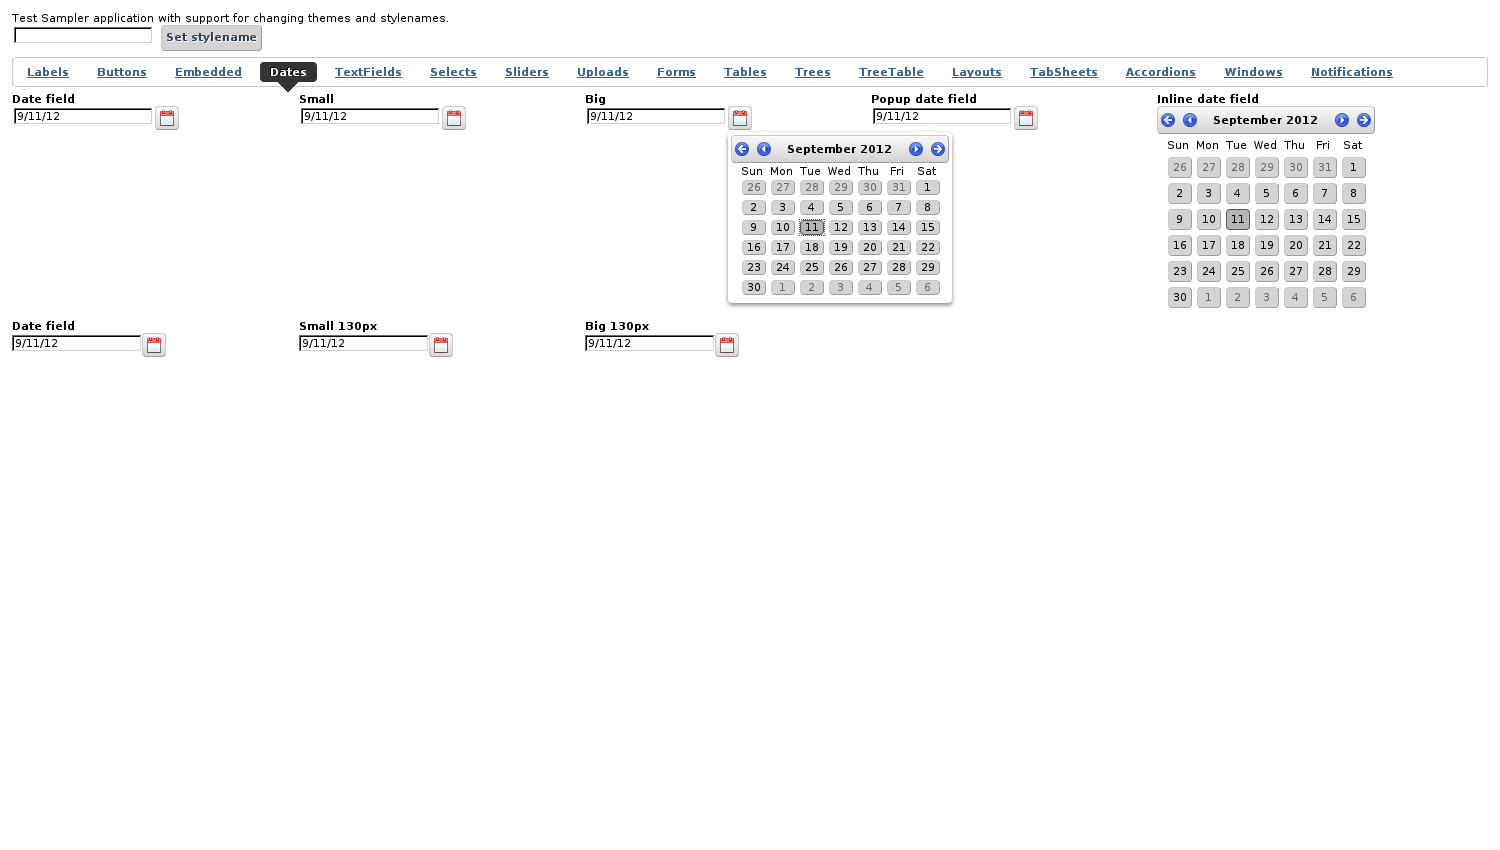 Test Sampler application with support for changing themes and stylenames.
Set stylename
Labels Buttons Embedded Dates TextFields Selects Sliders Uploads Forms Tables Trees TreeTable Layouts TabSheets Accordions Windows Notifications
Date field Small Big Popup date field Inline date field
9/11/12 9/11/12 9/11/12 9/11/12
September 2012
Sun Mon Tue Wed Thu Fri Sat
26 27 28 29 30 31 1
2 3 4 5 6 7 8
9 10 11 12 13 14 15
16 17 18 19 20 21 22
23 24 25 26 27 28 29
30 1 2 3 4 5 6
September 2012
Sun Mon Tue Wed Thu Fri Sat
26 27 28 29 30 31 1
2 3 4 5 6 7 8
9 10 11 12 13 14 15
16 17 18 19 20 21 22
23 24 25 26 27 28 29
30 1 2 3 4 5 6
Date field Small 130px Big 130px
9/11/12 9/11/12 9/11/12